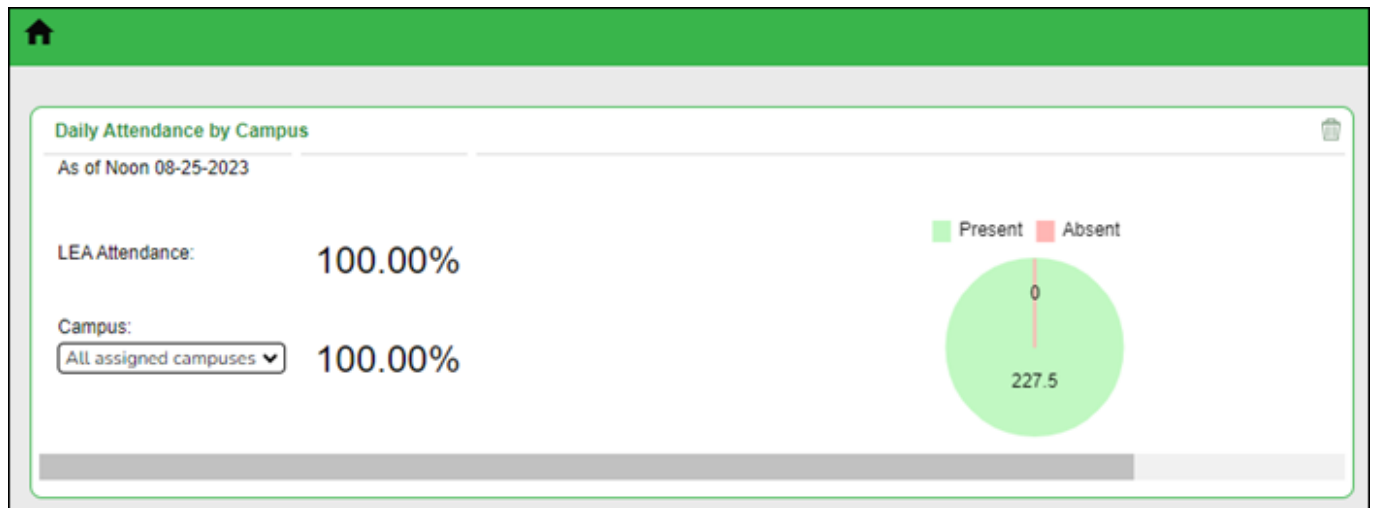 Daily Attendance by Campus
As of Noon 08-25-2023
LEA Attendance:
100.00%
Campus:
All assigned campuses
100.00%
Present
Absent
0
227.5